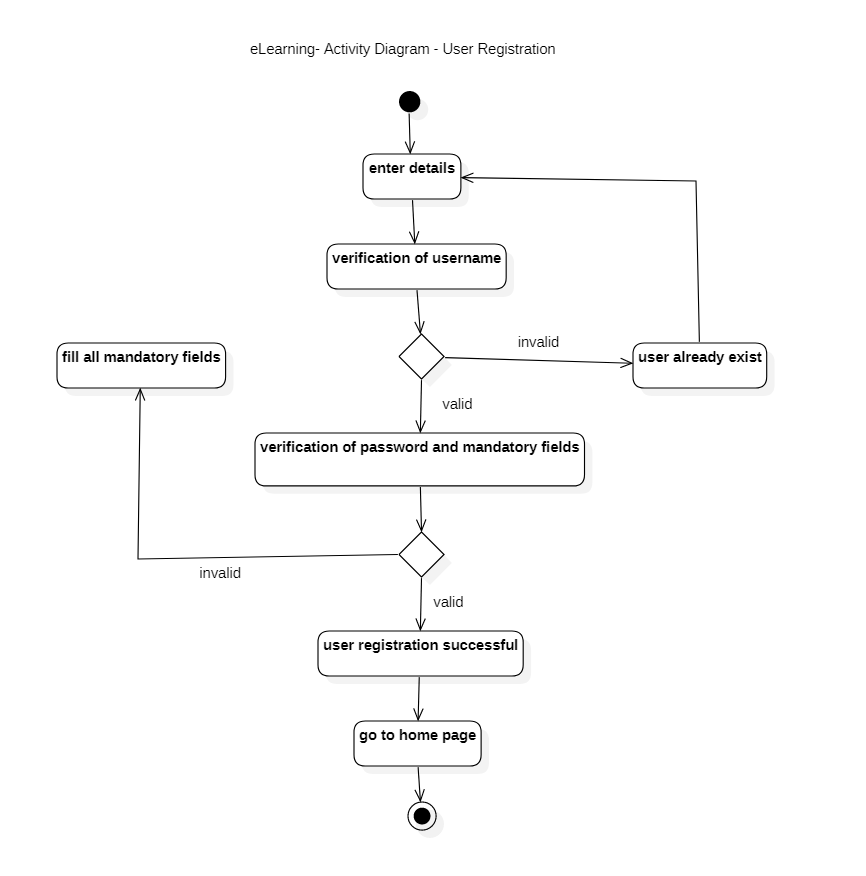 eLearning- Activity Diagram - User Registration
enter details
verification of username
invalid
fill all mandatory fields
user already exist
valid
verification of password and mandatory fields
invalid
valid
user registration successful
go to home page